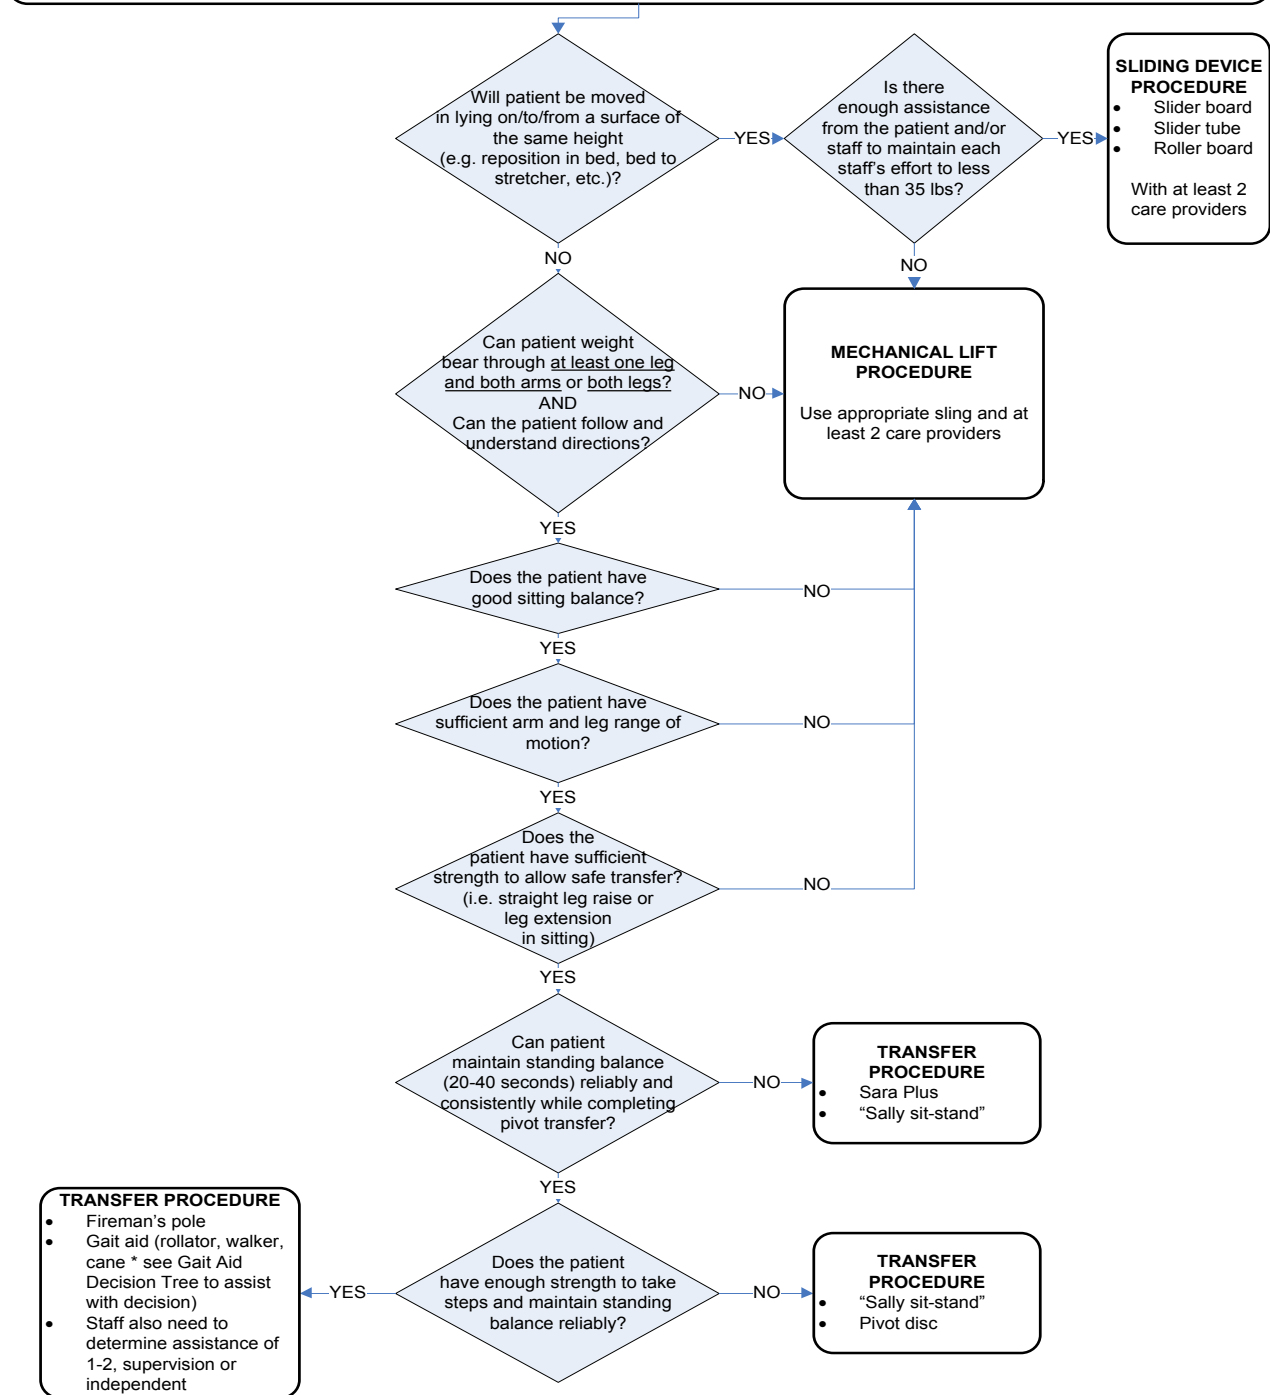 Will patient be moved
in lying on/to/from a surface of
the same height
(e.g. reposition in bed, bed to
stretcher, etc.)?
YES
Is there
enough assistance
from the patient and/or
staff to maintain each
staff's effort to less
than 35 lbs?
YES
SLIDING DEVICE
PROCEDURE
• Slider board
• Slider tube
• Roller board
With at least 2
care providers
NO
NO
Can patient weight
bear through at least one leg
and both arms or both legs?
AND
Can the patient follow and
understand directions?
NO
MECHANICAL LIFT
PROCEDURE
Use appropriate sling and at
least 2 care providers
YES
Does the patient have
good sitting balance?
NO
YES
Does the patient have
sufficient arm and leg range of
motion?
NO
YES
Does the
patient have sufficient
strength to allow safe transfer?
(i.e. straight leg raise or
leg extension
in sitting)
NO
YES
Can patient
maintain standing balance
(20-40 seconds) reliably and
consistently while completing
pivot transfer?
NO
TRANSFER
PROCEDURE
• Sara Plus
• “Sally sit-stand”
YES
Does the patient
have enough strength to take
steps and maintain standing
balance reliably?
YES
TRANSFER PROCEDURE
• Fireman’s pole
• Gait aid (rollator, walker,
cane * see Gait Aid
Decision Tree to assist
with decision)
• Staff also need to
determine assistance of
1-2, supervision or
independent
NO
TRANSFER
PROCEDURE
• “Sally sit-stand”
• Pivot disc